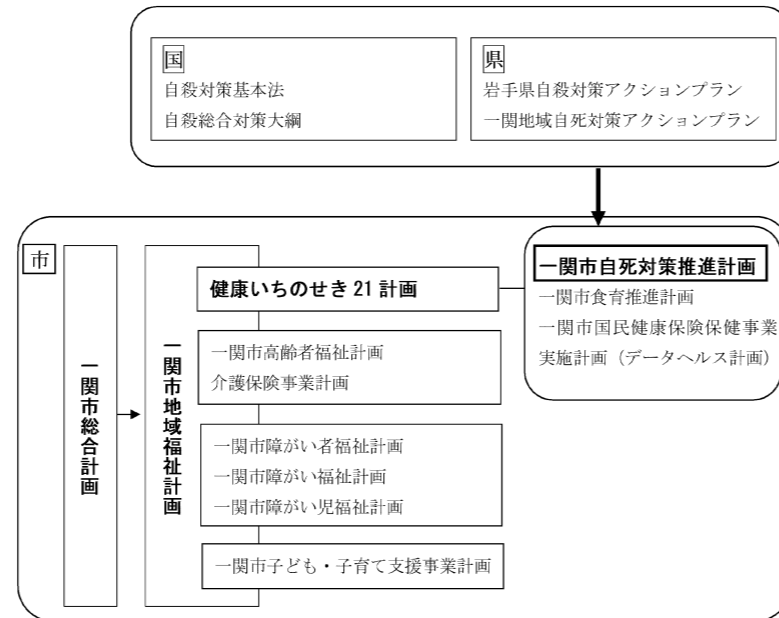 国
自殺対策基本法
自殺総合対策大綱
県
岩手県自殺対策アクションプラン
一関地域自死対策アクションプラン
市
一関市総合計画
一関市地域福祉計画
健康いちのせき 21 計画
一関市高齢者福祉計画
介護保険事業計画
一関市障がい者福祉計画
一関市障がい福祉計画
一関市障がい児福祉計画
一関市子ども・子育て支援事業計画
一関市自死対策推進計画
一関市食育推進計画
一関市国民健康保険保健事業
実施計画（データヘルス計画）